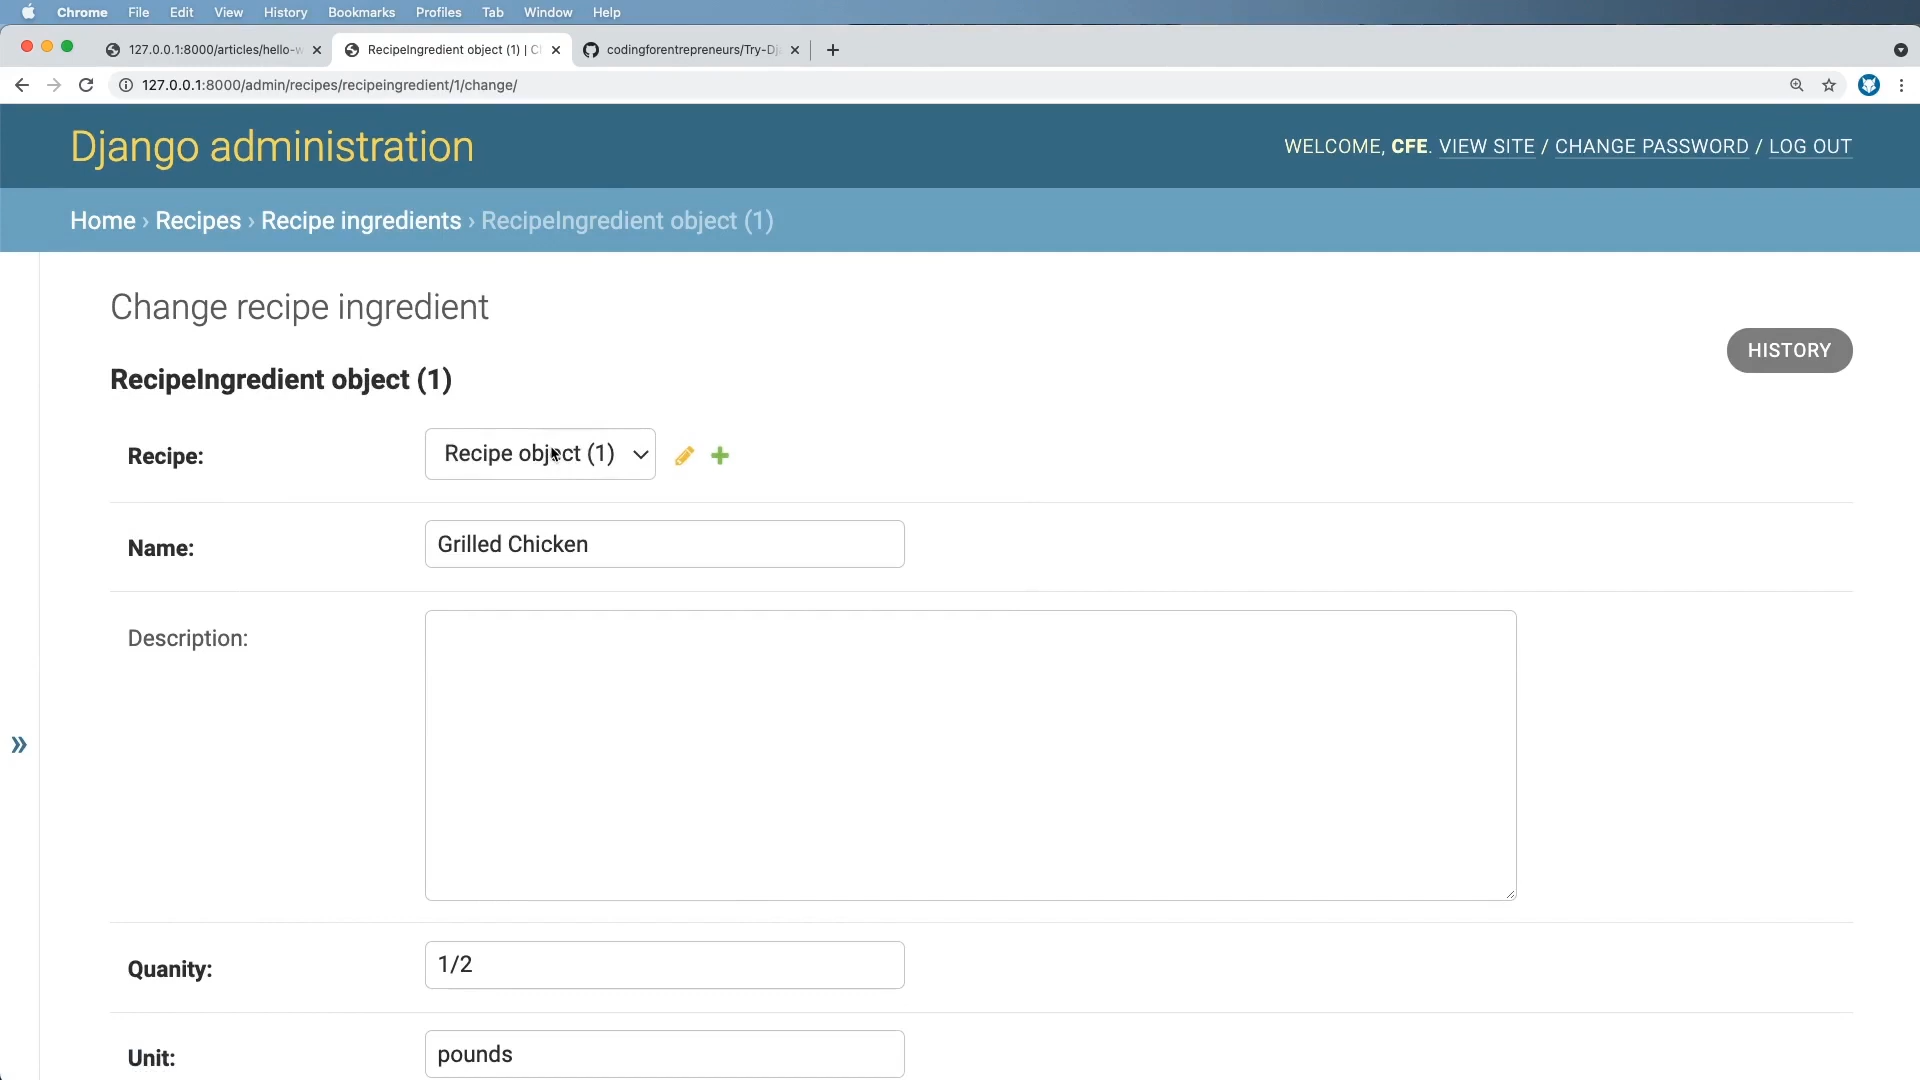 Chrome File Edit View History Bookmarks Profiles Tab Window Help
127.0.0.1:8000/articles/hello-w RecipeIngredient object (1) | C codingforentrepreneurs/Try-Dj
127.0.0.1:8000/admin/recipes/recipeingredient/1/change/
Django administration
WELCOME, CFE. VIEW SITE / CHANGE PASSWORD / LOG OUT
Home › Recipes › Recipe ingredients › RecipeIngredient object (1)
Change recipe ingredient
HISTORY
RecipeIngredient object (1)
Recipe: Recipe object (1)
Name: Grilled Chicken
Description:
»
Quanity: 1/2
Unit: pounds